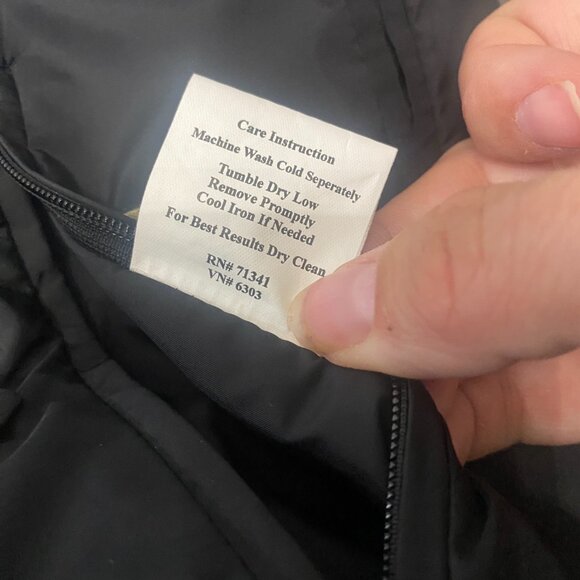 Care Instruction
Machine Wash Cold Seperately
Tumble Dry Low
Remove Promptly
Cool Iron If Needed
For Best Results Dry Clean
RN# 71341
VN# 6303